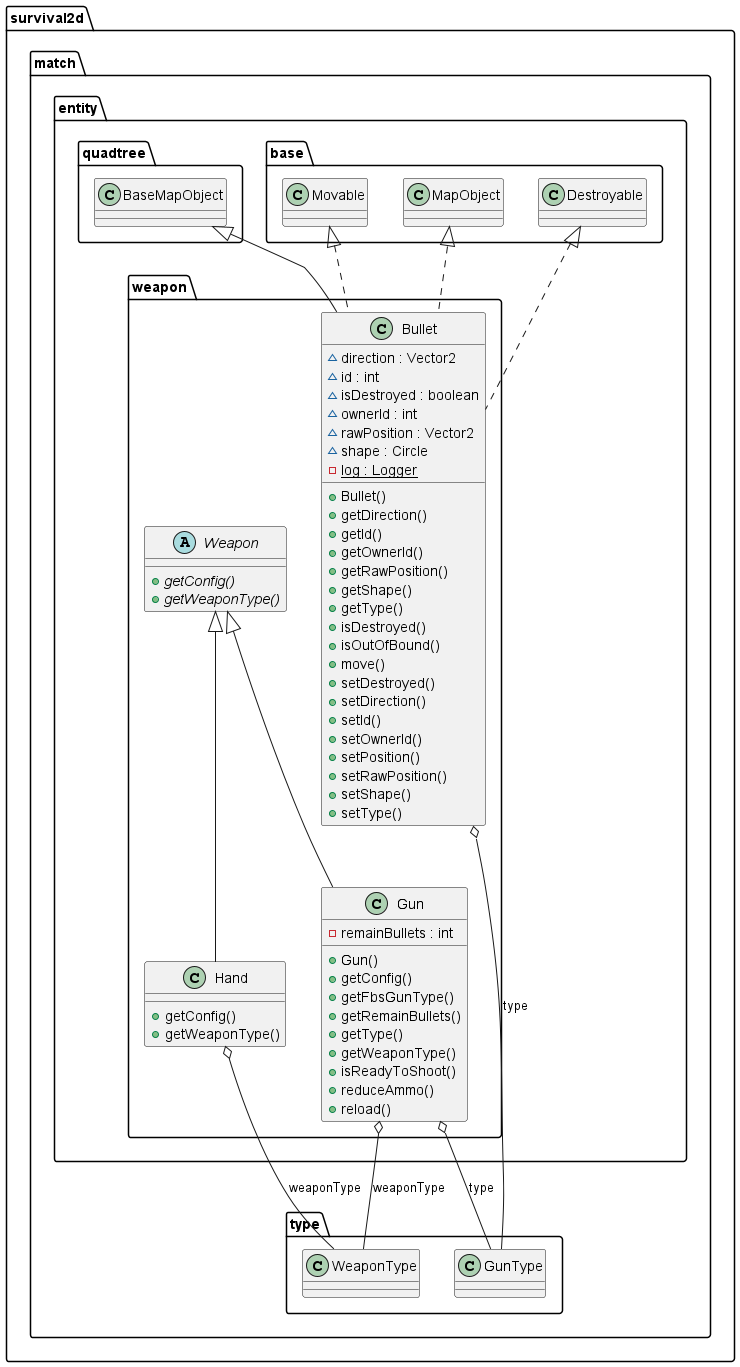 survival2d
match
entity
quadtree
base
C BaseMapObject
C Movable
C MapObject
C Destroyable
weapon
C Bullet
direction : Vector2
id : int
isDestroyed : boolean
ownerId : int
rawPosition : Vector2
shape : Circle
log : Logger
Bullet()
getDirection()
getId()
getOwnerId()
getRawPosition()
getShape()
getType()
isDestroyed()
isOutOfBound()
move()
setDestroyed()
setDirection()
setId()
setOwnerId()
setPosition()
setRawPosition()
setShape()
setType()
A Weapon
getConfig()
getWeaponType()
C Gun
remainBullets : int
Gun()
getConfig()
getFbsGunType()
getRemainBullets()
getType()
getWeaponType()
isReadyToShoot()
reduceAmmo()
reload()
C Hand
getConfig()
getWeaponType()
type
weaponType
weaponType
type
type
C WeaponType
C GunType